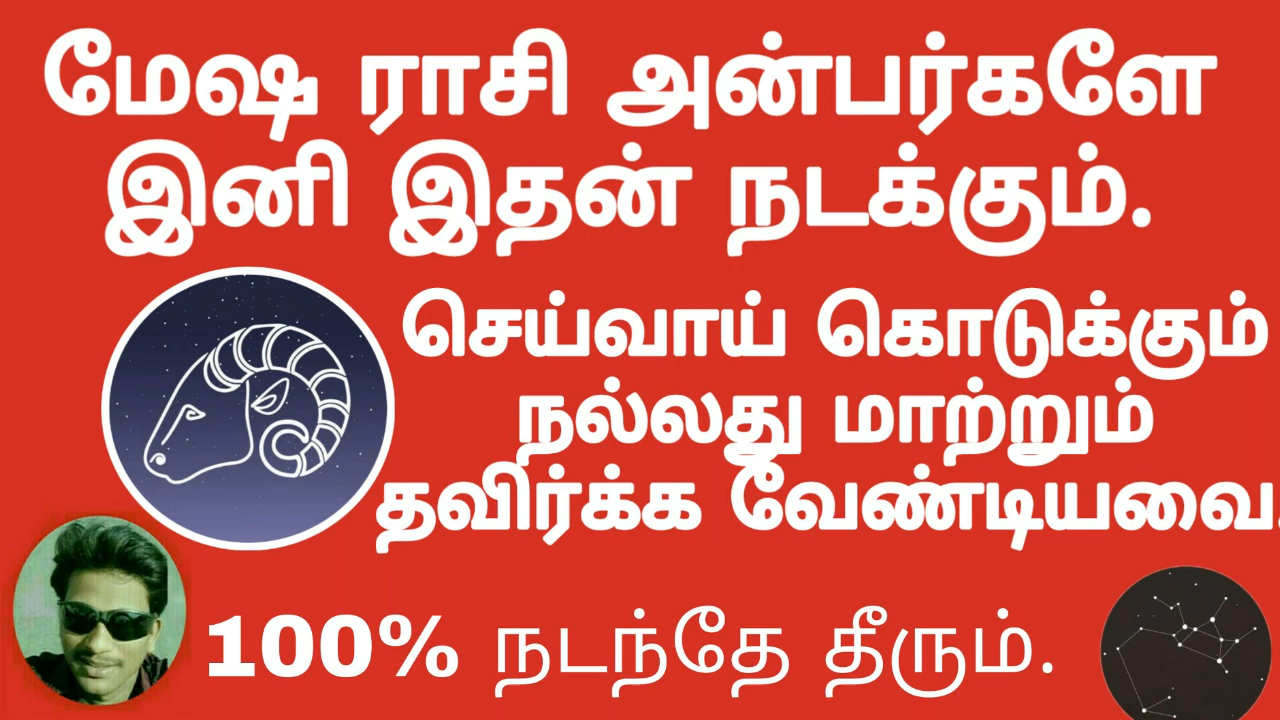 மேஷ ராசி அன்பர்களே
இனி இதன் நடக்கும்.
செய்வாய் கொடுக்கும்
நல்லது மாற்றும்
தவிர்க்க வேண்டியவை.
100% நடந்தே தீரும்.